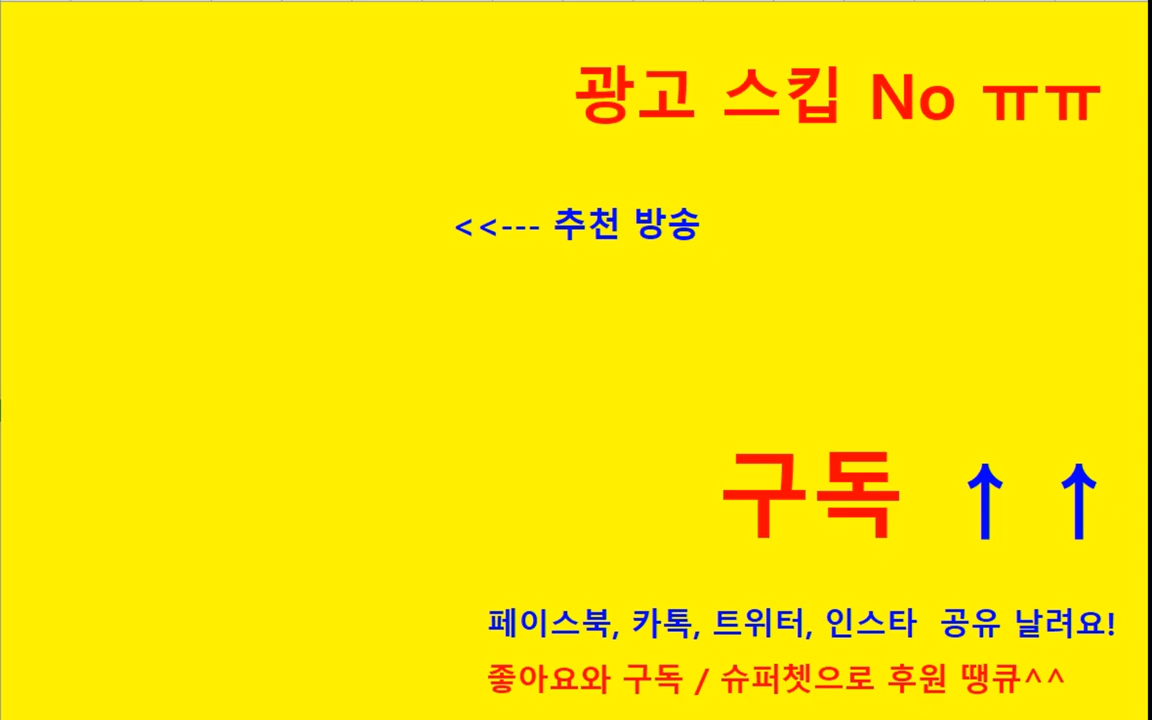 광고 스킵 No ㅠㅠ
<<--- 추천 방송
구독 ↑ ↑
페이스북, 카톡, 트위터, 인스타 공유 날려요!
좋아요와 구독 / 슈퍼쳇으로 후원 땡큐^^